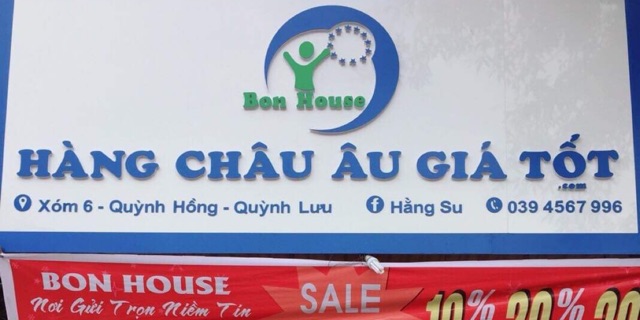 Bon House
HÀNG CHÂU ÂU GIÁ TỐT
.com
Xóm 6 - Quỳnh Hồng - Quỳnh Lưu Hằng Su 039 4567 996
BON HOUSE
Nơi Gửi Trọn Niềm Tin
SALE
10% 20%